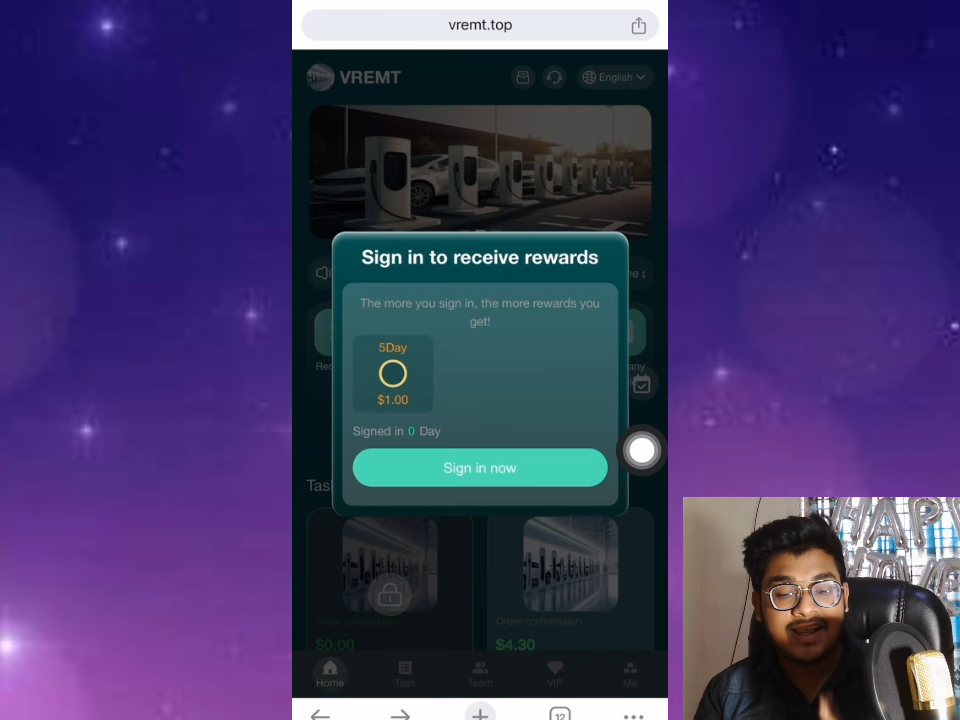 vremt.top
VREMT
English
Sign in to receive rewards
The more you sign in, the more rewards you
get!
5Day
$1.00
Signed in 0 Day
Sign in now
Order commission
Order commission
$0.00
$4.30
Home
Task
Team
VIP
Me
12